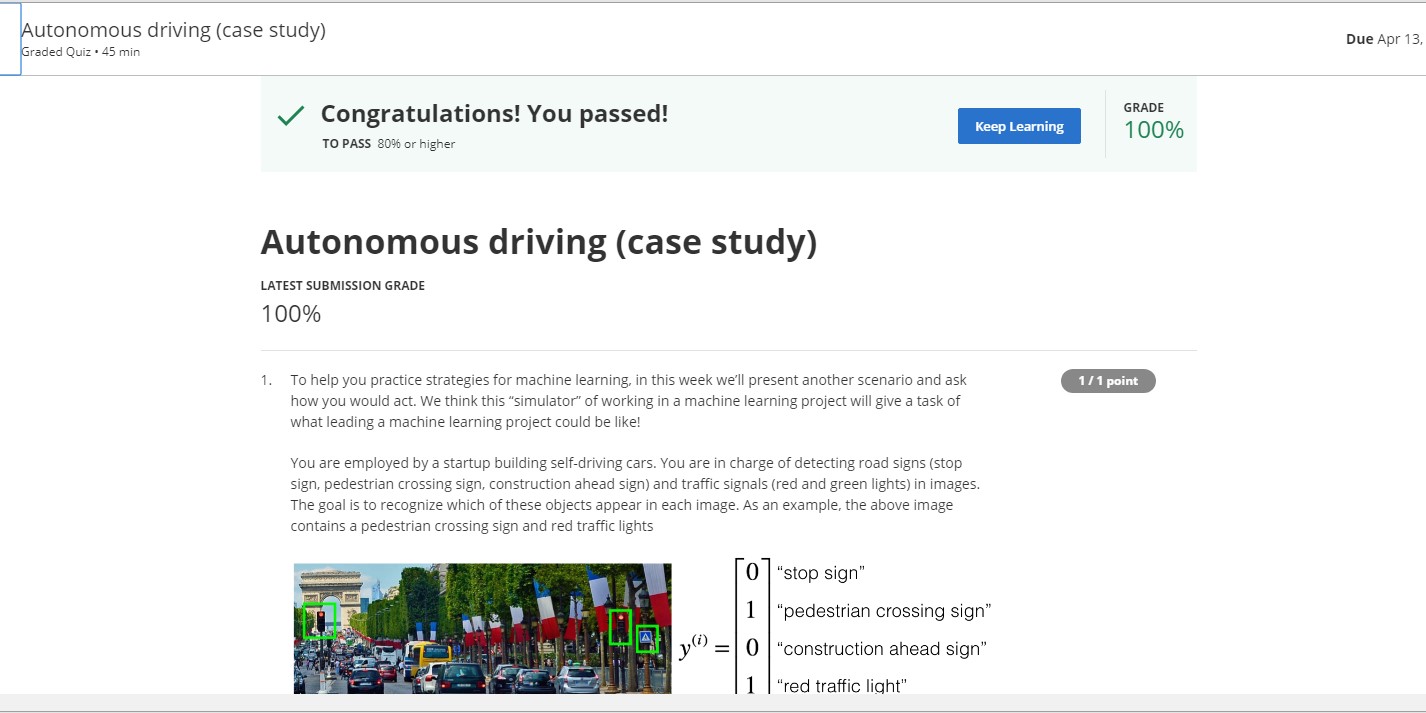 Autonomous driving (case study)
Graded Quiz • 45 min
Due Apr 13,
Congratulations! You passed!
TO PASS 80% or higher
Keep Learning
GRADE
100%
Autonomous driving (case study)
LATEST SUBMISSION GRADE
100%
1. To help you practice strategies for machine learning, in this week we’ll present another scenario and ask
how you would act. We think this “simulator” of working in a machine learning project will give a task of
what leading a machine learning project could be like!
1 / 1 point
You are employed by a startup building self-driving cars. You are in charge of detecting road signs (stop
sign, pedestrian crossing sign, construction ahead sign) and traffic signals (red and green lights) in images.
The goal is to recognize which of these objects appear in each image. As an example, the above image
contains a pedestrian crossing sign and red traffic lights
y(i) =
0 “stop sign”
1 “pedestrian crossing sign”
0 “construction ahead sign”
1 “red traffic light”